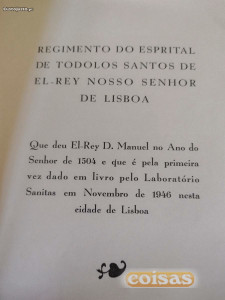 REGIMENTO DO ESPRITAL
DE TODOLOS SANTOS DE
EL-REY NOSSO SENHOR
DE LISBOA
Que deu El-Rey D. Manuel no Ano do
Senhor de 1504 e que é pela primeira
vez dado em livro pelo Laboratório
Sanitas em Novembro de 1946 nesta
cidade de Lisboa
coisas